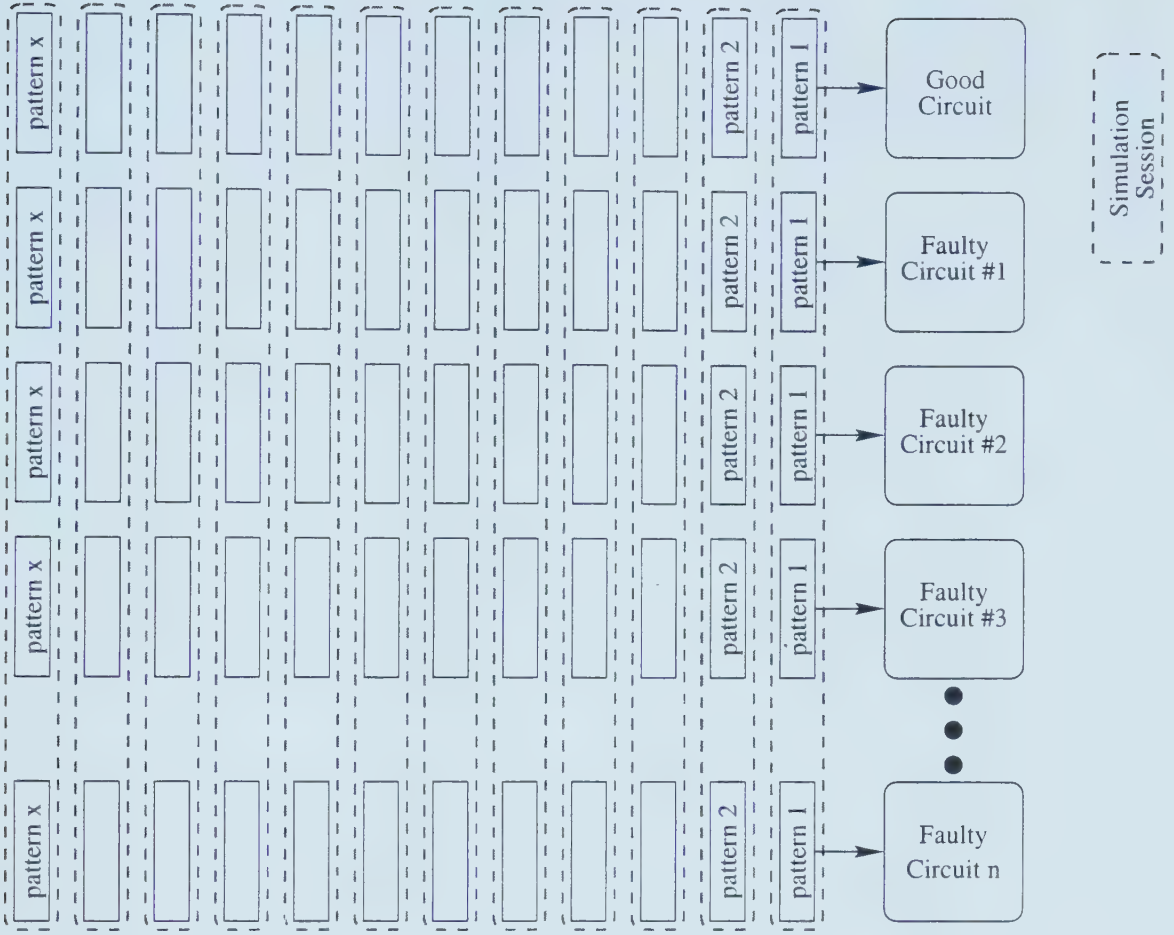 pattern x
pattern 2
pattern 1
Good
Circuit
Simulation
Session
pattern x
pattern 2
pattern 1
Faulty
Circuit #1
pattern x
pattern 2
pattern 1
Faulty
Circuit #2
pattern x
pattern 2
pattern 1
Faulty
Circuit #3
pattern x
pattern 2
pattern 1
Faulty
Circuit n